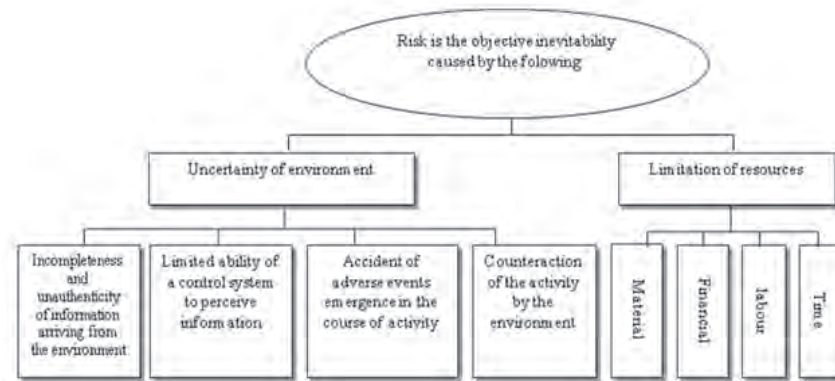 Risk is the objective inevitability
caused by the folowing
Uncertainty of environment
Limitation of resources
Incompleteness
and
unauthenticity
of information
arriving from
the environment
Limited ability of
a control system
to perceive
information
Accident of
adverse events
emergence in the
course of activity
Counteraction
of the activity
by the
environment
Material
Financial
labour
Time